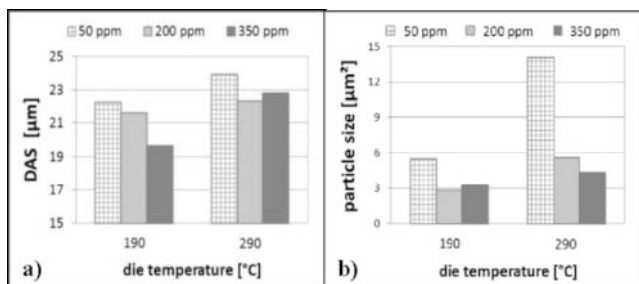 50 ppm 200 ppm 350 ppm
25
23
21
19
17
15
DAS [µm]
190 290
die temperature [°C]
a)
50 ppm 200 ppm 350 ppm
15
12
9
6
3
0
particle size [µm²]
190 290
die temperature [°C]
b)